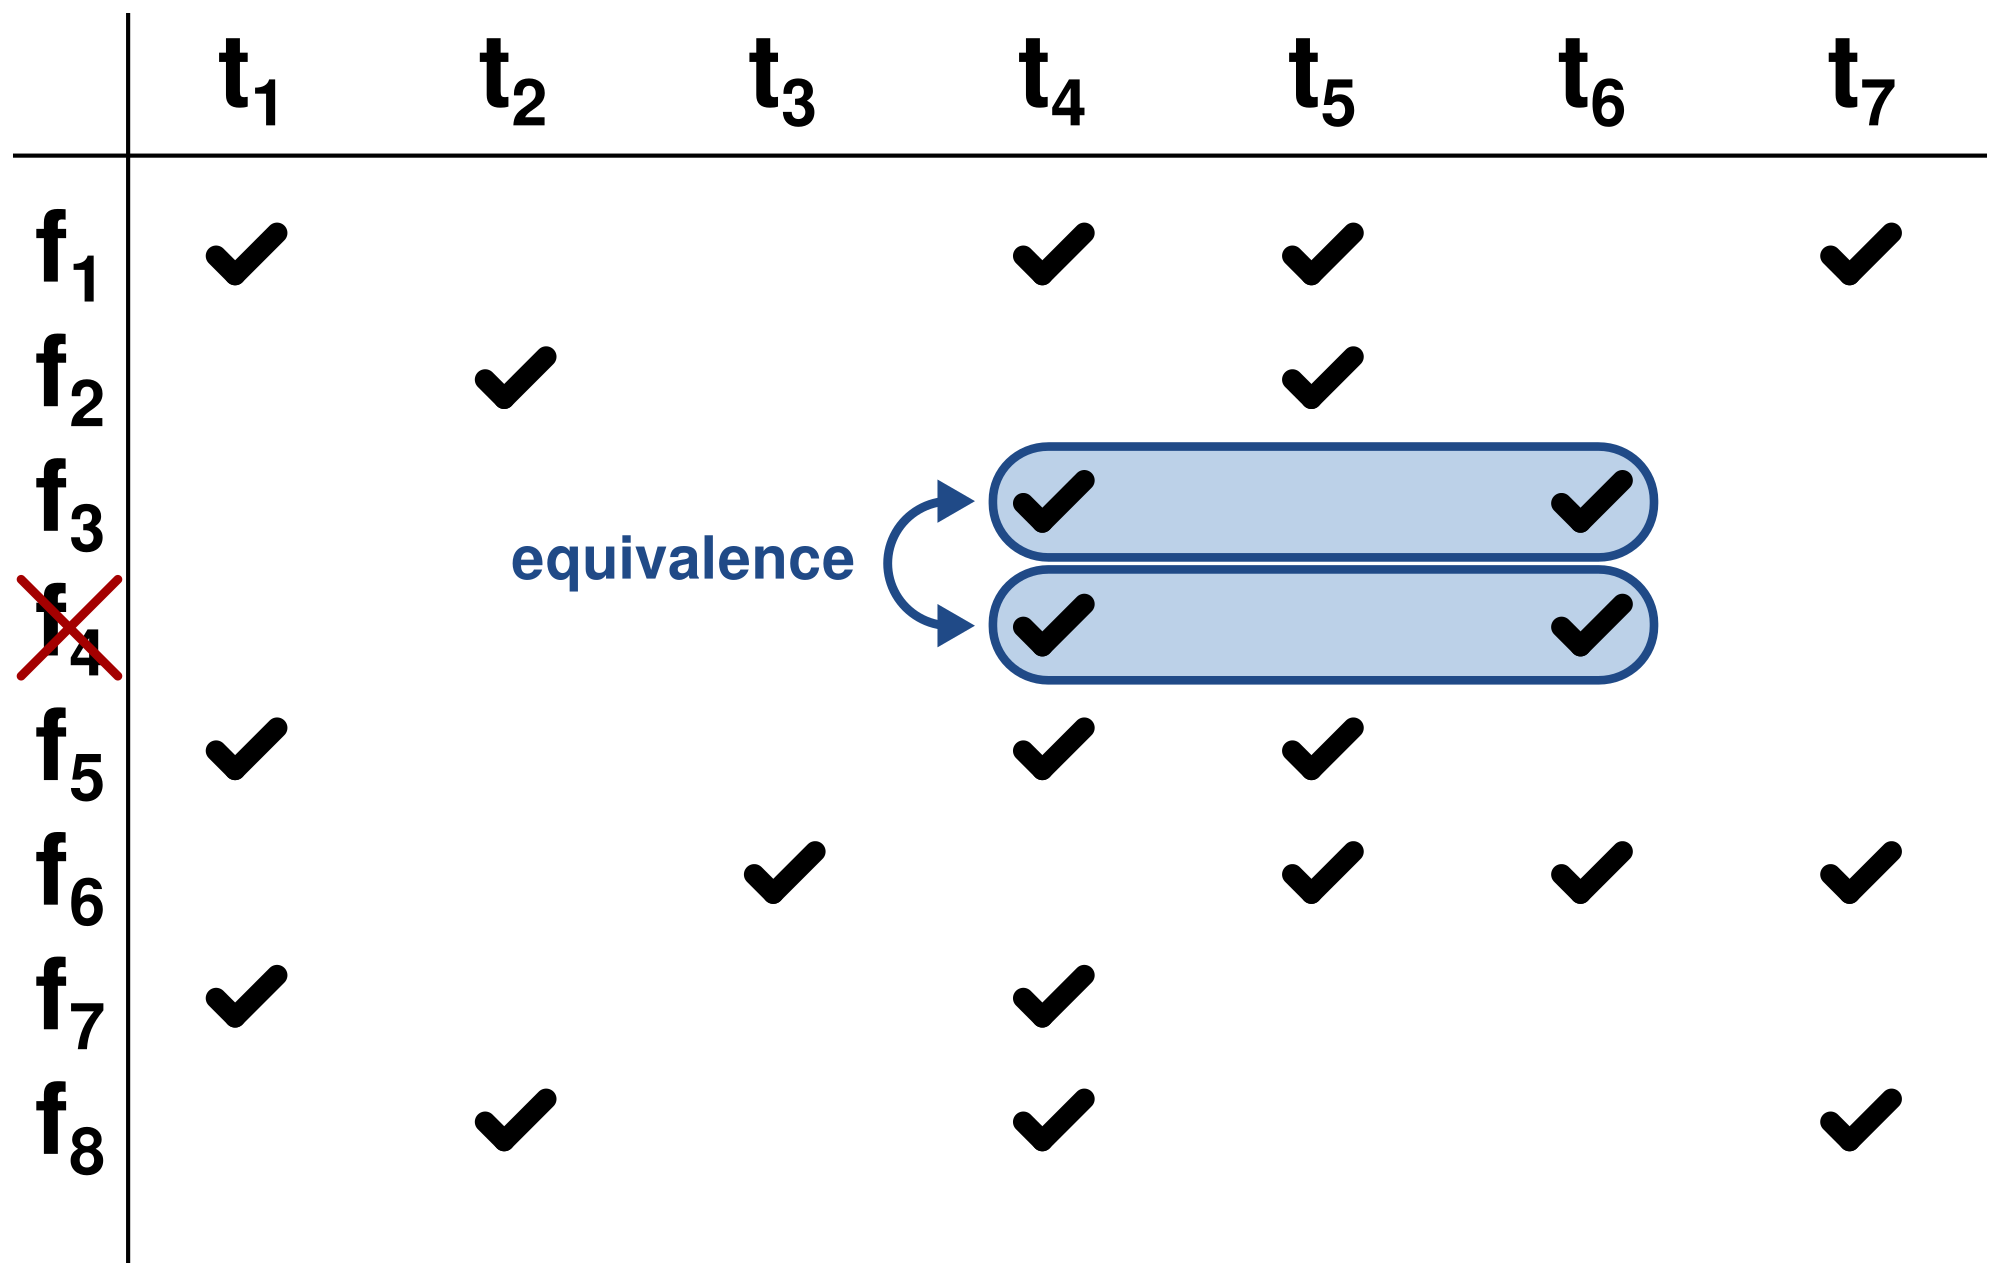 t₁ t₂ t₃ t₄ t₅ t₆ t₇
f₁ ✓ ✓ ✓ ✓
f₂ ✓ ✓
f₃ ✓ ✓
equivalence
f₄ ✓ ✓
f₅ ✓ ✓ ✓
f₆ ✓ ✓ ✓ ✓
f₇ ✓ ✓
f₈ ✓ ✓ ✓